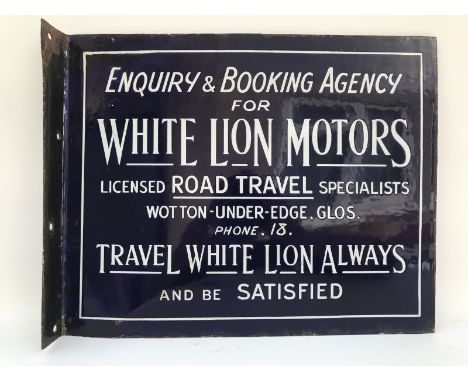 ENQUIRY & BOOKING AGENCY
FOR
WHITE LION MOTORS
LICENSED ROAD TRAVEL SPECIALISTS
WOTTON-UNDER-EDGE, GLOS.
PHONE. 18.
TRAVEL WHITE LION ALWAYS
AND BE SATISFIED